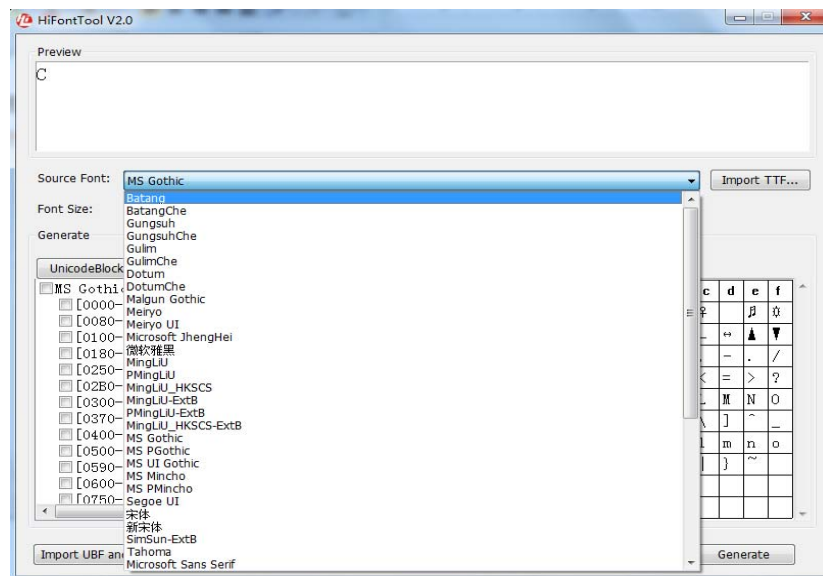 HiFontTool V2.0
Preview
C
Source Font: MS Gothic Import TTF...
Font Size:
Generate
UnicodeBlock
MS Gothic
[0000-
[0080-
[0100-
[0180-
[0250-
[02B0-
[0300-
[0370-
[0400-
[0500-
[0590-
[0600-
[0750-
Batang
BatangChe
Gungsuh
GungsuhChe
Gulim
GulimChe
Dotum
DotumChe
Malgun Gothic
Meiryo
Meiryo UI
Microsoft JhengHei
微软雅黑
MingLiU
PMingLiU
MingLiU_HKSCS
MingLiU-ExtB
PMingLiU-ExtB
MingLiU_HKSCS-ExtB
MS Gothic
MS PGothic
MS UI Gothic
MS Mincho
MS PMincho
Segoe UI
宋体
新宋体
SimSun-ExtB
Tahoma
Microsoft Sans Serif
c d e f
♀ ♬ ☼
↔ ▲ ▼
- . /
< = > ?
L M N O
\ ] ^ _
l m n o
| } ~
Import UBF an
Generate